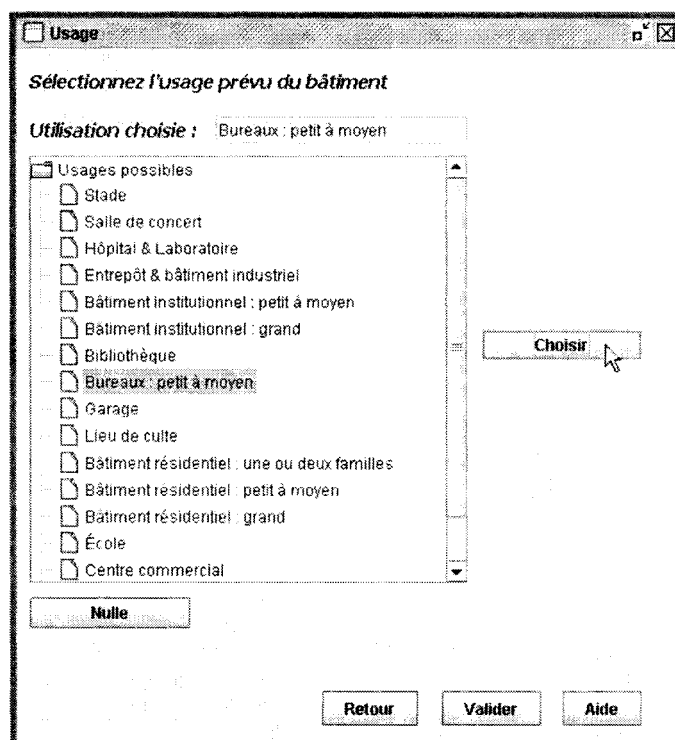 Usage
Sélectionnez l'usage prévu du bâtiment
Utilisation choisie : Bureaux : petit à moyen
Usages possibles
Stade
Salle de concert
Hôpital & Laboratoire
Entrepôt & bâtiment industriel
Bâtiment institutionnel : petit à moyen
Bâtiment institutionnel : grand
Bibliothèque
Choisir
Bureaux : petit à moyen
Garage
Lieu de culte
Bâtiment résidentiel : une ou deux familles
Bâtiment résidentiel : petit à moyen
Bâtiment résidentiel : grand
École
Centre commercial
Nulle
Retour Valider Aide